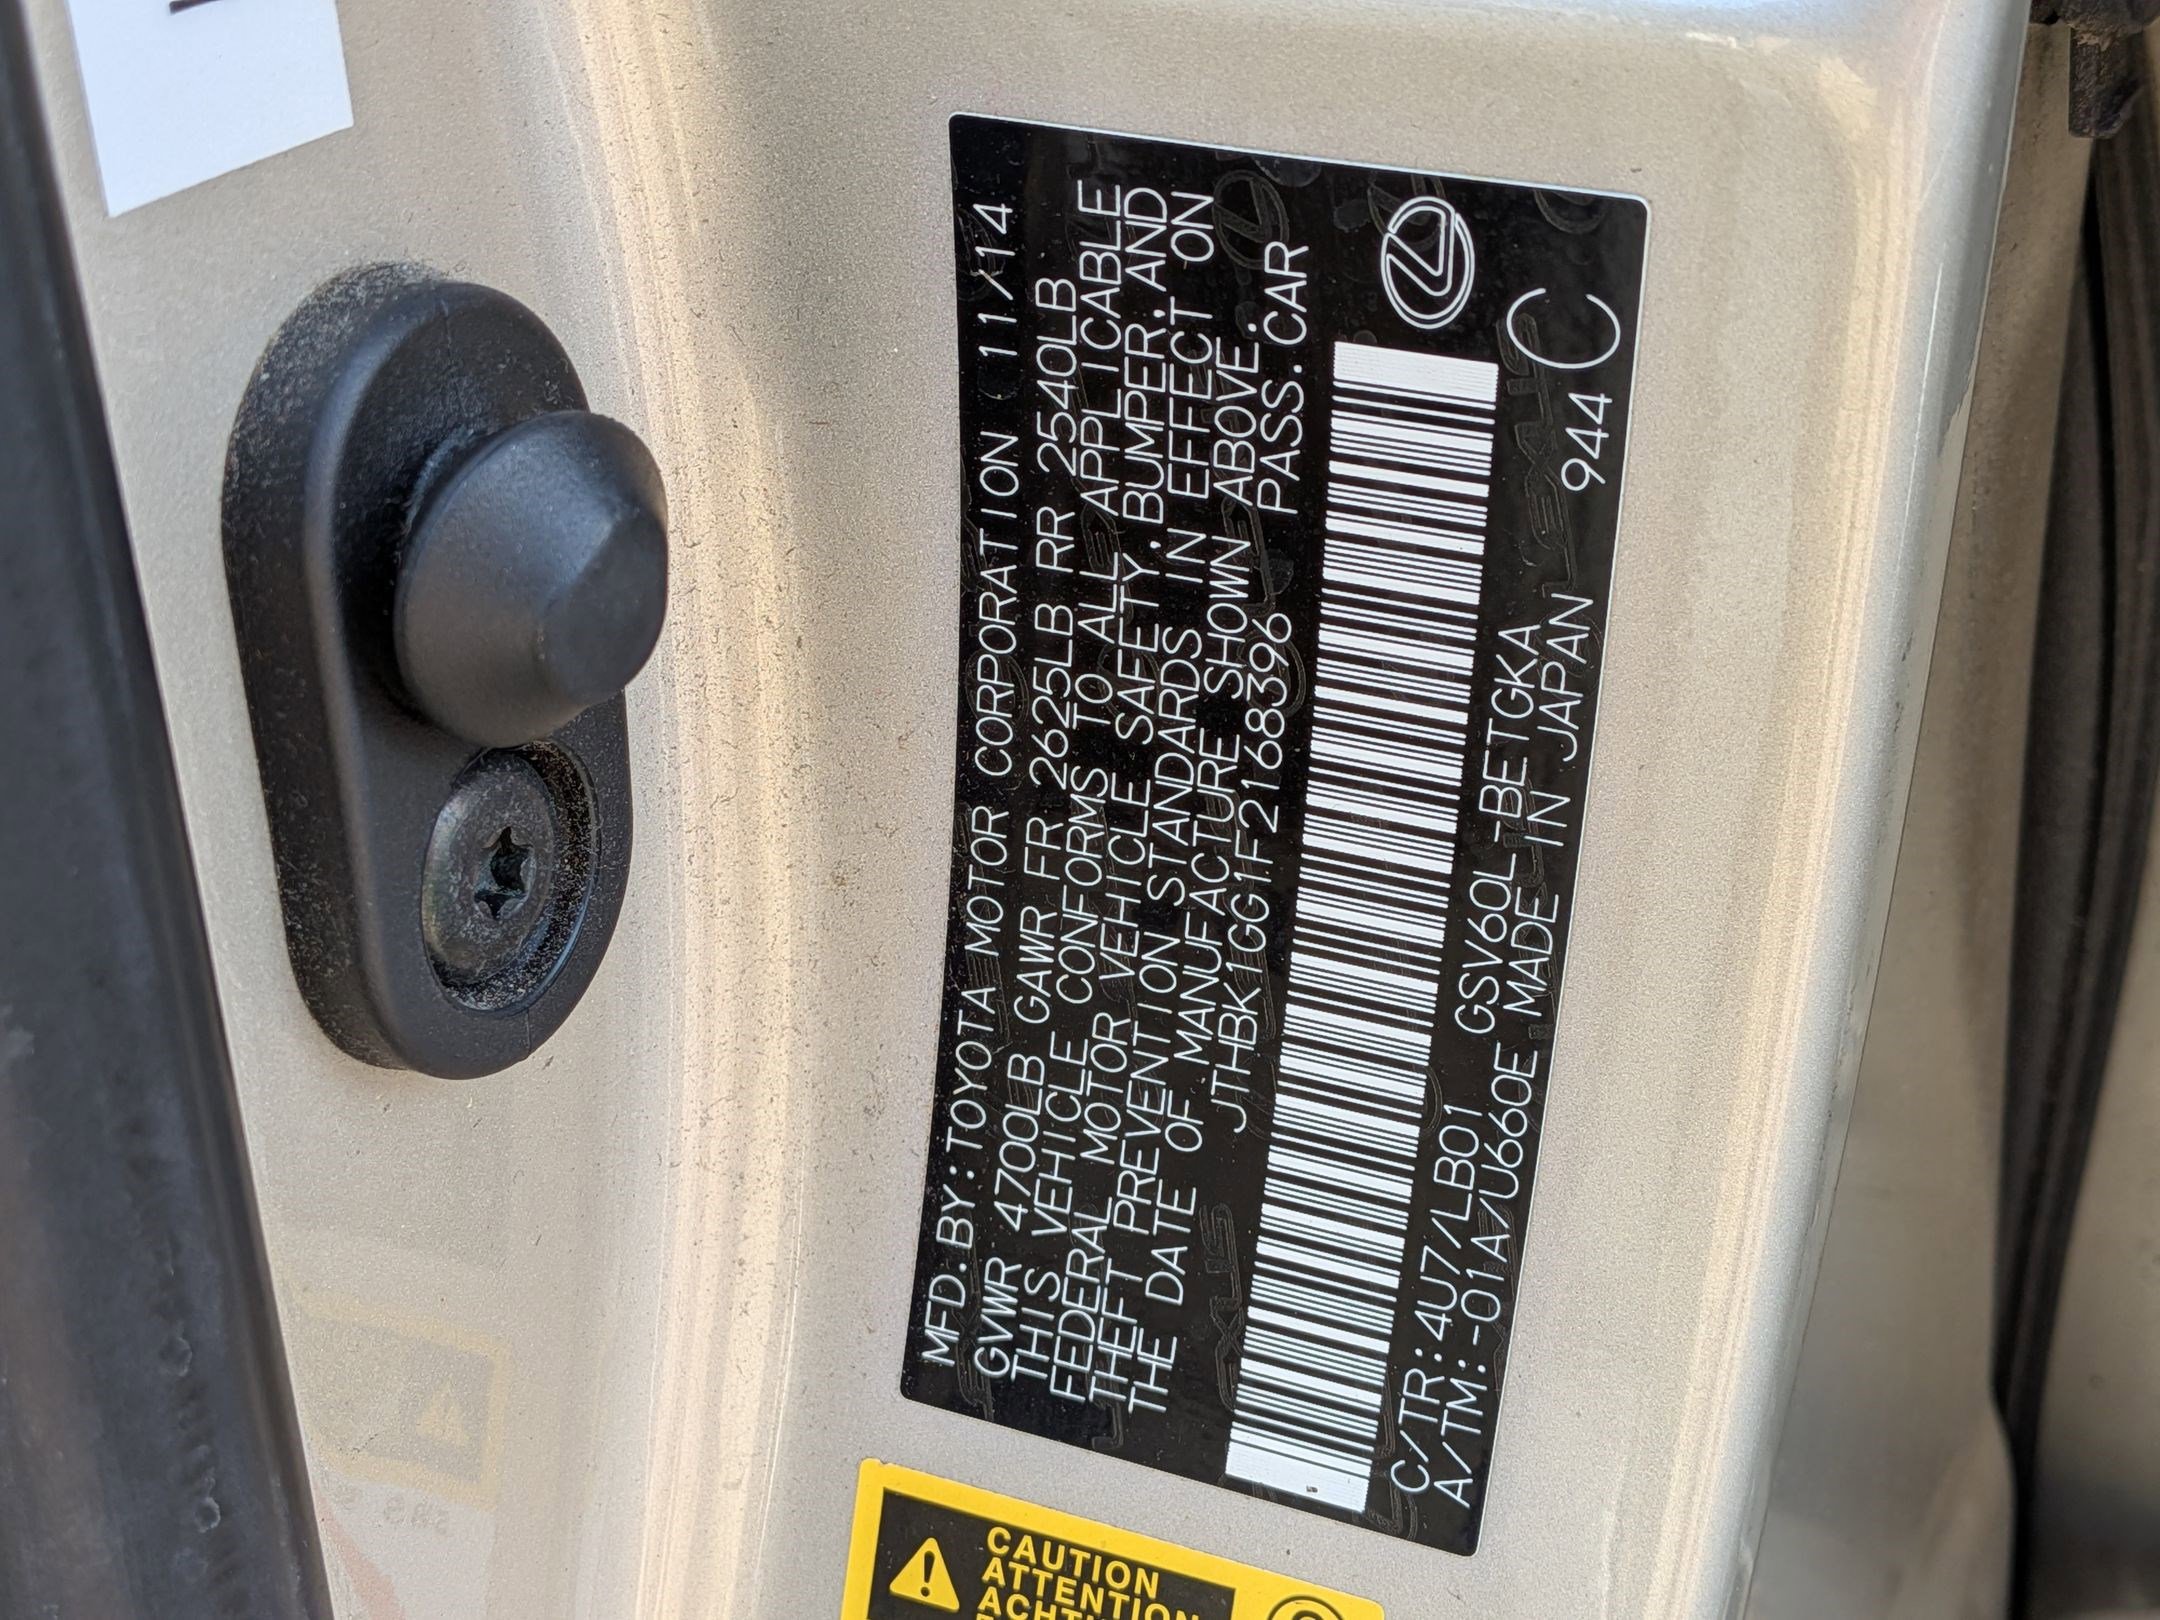 MFD.BY:TOYOTA MOTOR CORPORATION 11/14
GVWR 4700LB GAWR FR 2625LB RR 2540LB
THIS VEHICLE CONFORMS TO ALL APPLICABLE
FEDERAL MOTOR VEHICLE SAFETY, BUMPER, AND
THEFT PREVENTION STANDARDS IN EFFECT ON
THE DATE OF MANUFACTURE SHOWN ABOVE.
JTHBK1GG1F2168396 PASS.CAR
C/TR:4U7/LB01 GSV60L-BETGKA
A/TM:-01A/U660E MADE IN JAPAN 944 C
CAUTION
ATTENTION